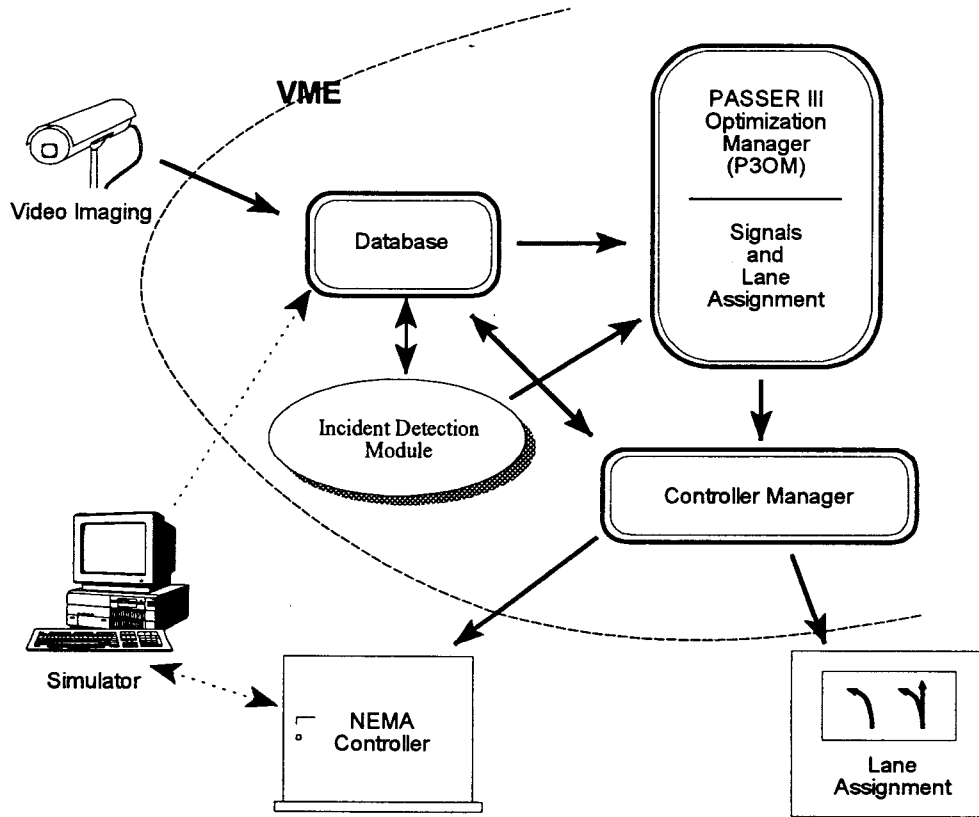 VME
Video Imaging
Database
PASSER III
Optimization
Manager
(P3OM)
Signals
and
Lane
Assignment
Incident Detection
Module
Controller Manager
Simulator
NEMA
Controller
Lane
Assignment